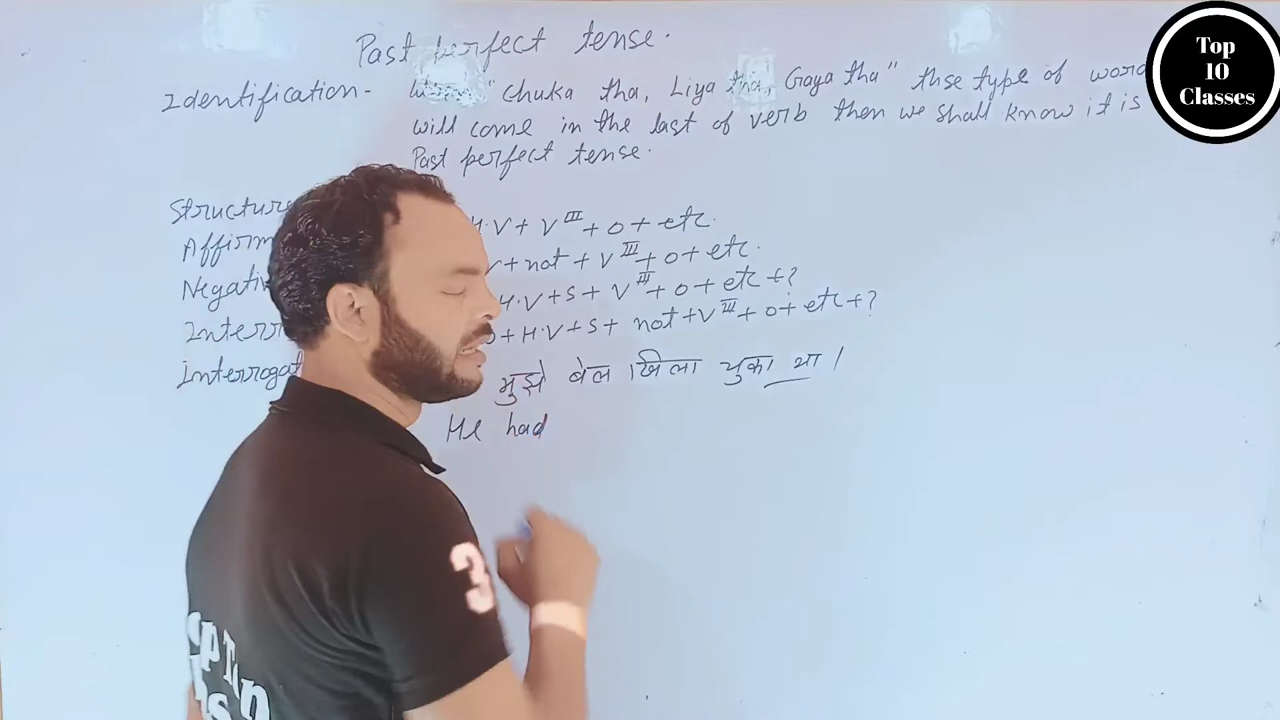 Past perfect tense.
Identification- "Chuka tha, Liya tha, Gaya tha" thse type of word
will come in the last of verb then we shall know it is
Past perfect tense.
Structure
Affirm H.V + V III + O + etc.
Negativ V + not + V III + O + etc.
Interr H.V + S + V III + O + etc + ?
Interrogat + H.V + S + not + V III + O + etc + ?
मुझे खिला चुका था ।
He had
Top
10
Classes
3